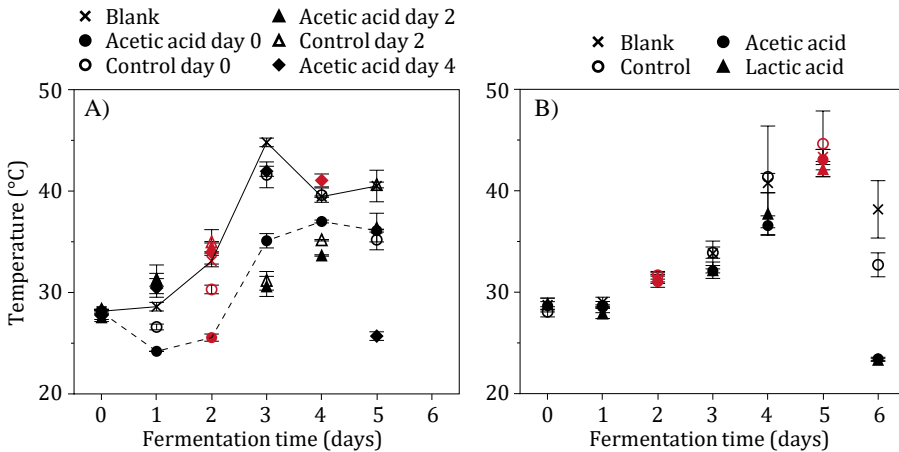 Blank
Acetic acid day 0
Control day 0
Acetic acid day 2
Control day 2
Acetic acid day 4
A)
50
40
30
20
Temperature (°C)
0 1 2 3 4 5 6
Fermentation time (days)
Blank
Control
Acetic acid
Lactic acid
B)
50
40
30
20
0 1 2 3 4 5 6
Fermentation time (days)